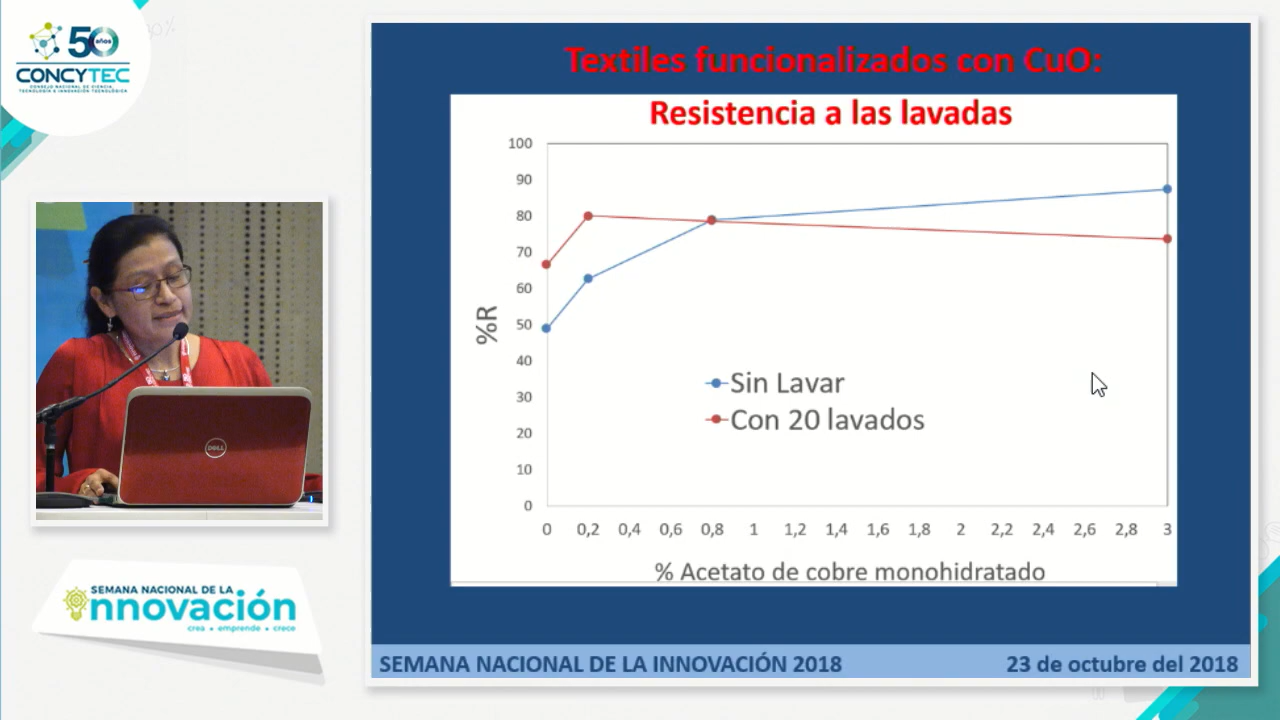 50 años
CONCYTEC
CONSEJO NACIONAL DE CIENCIA,
TECNOLOGÍA E INNOVACIÓN TECNOLÓGICA
Textiles funcionalizados con CuO:
Resistencia a las lavadas
100
90
80
70
60
50
40
30
20
10
0
%R
Sin Lavar
Con 20 lavados
0 0,2 0,4 0,6 0,8 1 1,2 1,4 1,6 1,8 2 2,2 2,4 2,6 2,8 3
% Acetato de cobre monohidratado
DELL
SEMANA NACIONAL DE LA
innovación
crea • emprende • crece
SEMANA NACIONAL DE LA INNOVACIÓN 2018 23 de octubre del 2018